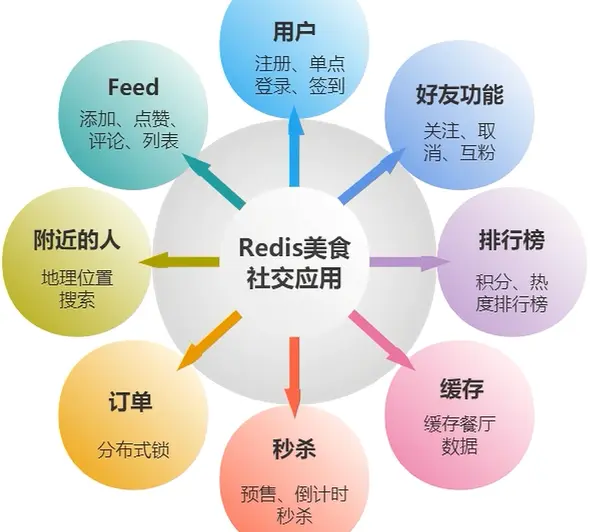 用户
注册、单点
登录、签到
Feed
添加、点赞、
评论、列表
好友功能
关注、取
消、互粉
附近的人
地理位置
搜索
Redis美食
社交应用
排行榜
积分、热
度排行榜
订单
分布式锁
秒杀
预售、倒计时
秒杀
缓存
缓存餐厅
数据